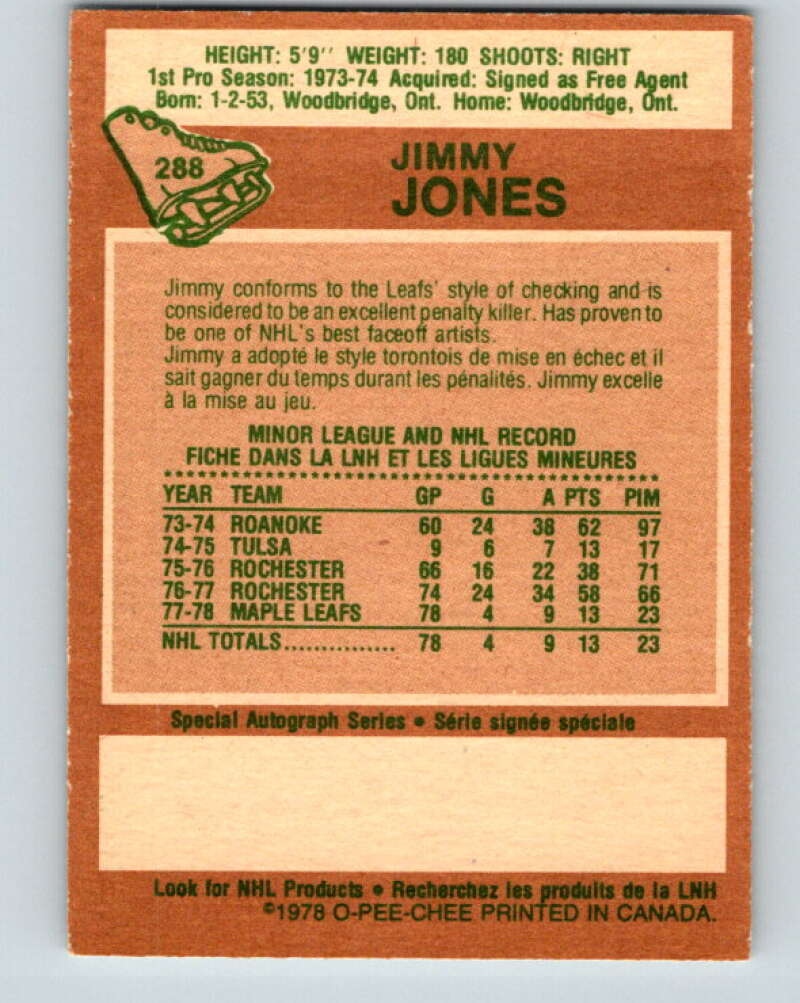 HEIGHT: 5'9'' WEIGHT: 180 SHOOTS: RIGHT
1st Pro Season: 1973-74 Acquired: Signed as Free Agent
Born: 1-2-53, Woodbridge, Ont. Home: Woodbridge, Ont.
288
JIMMY
JONES
Jimmy conforms to the Leafs' style of checking and is
considered to be an excellent penalty killer. Has proven to
be one of NHL's best faceoff artists.
Jimmy a adopté le style torontois de mise en échec et il
sait gagner du temps durant les pénalités. Jimmy excelle
à la mise au jeu.
MINOR LEAGUE AND NHL RECORD
FICHE DANS LA LNH ET LES LIGUES MINEURES
YEAR TEAM GP G A PTS PIM
73-74 ROANOKE 60 24 38 62 97
74-75 TULSA 9 6 7 13 17
75-76 ROCHESTER 66 16 22 38 71
76-77 ROCHESTER 74 24 34 58 66
77-78 MAPLE LEAFS 78 4 9 13 23
NHL TOTALS............... 78 4 9 13 23
Special Autograph Series • Série signée spéciale
Look for NHL Products • Recherchez les produits de la LNH
©1978 O-PEE-CHEE PRINTED IN CANADA.